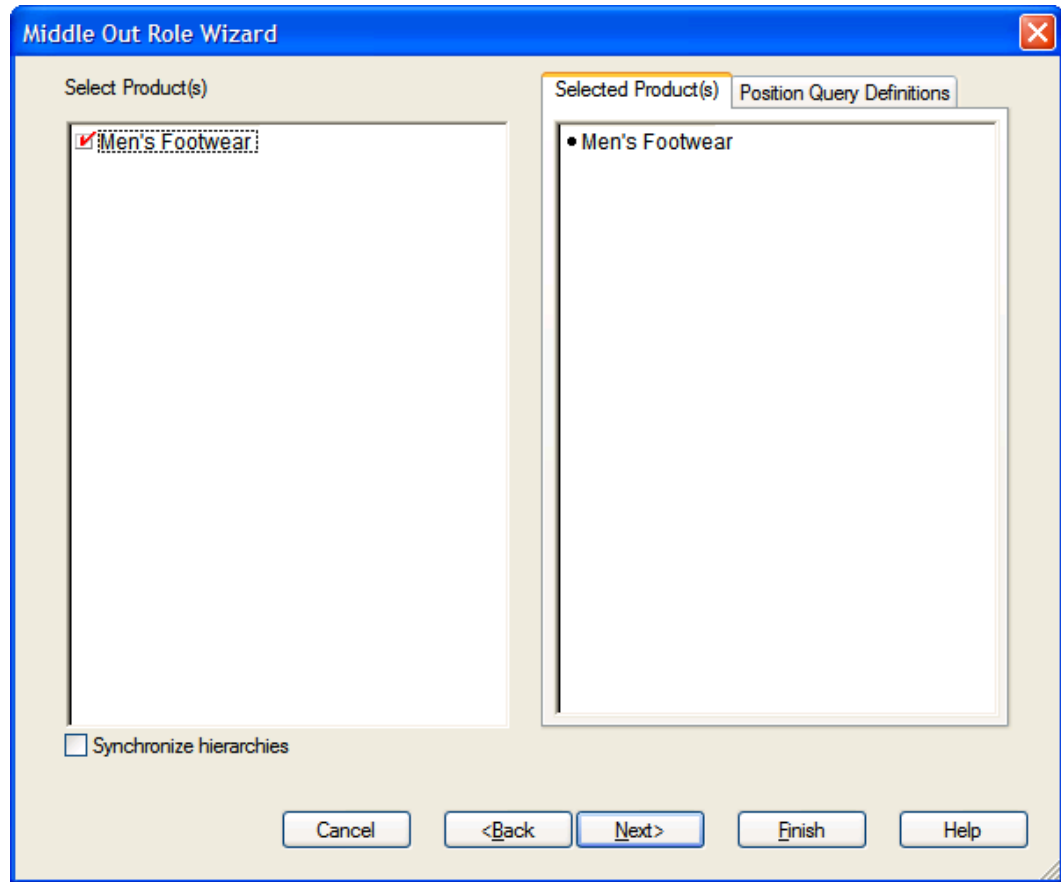 Middle Out Role Wizard
Select Product(s)
Selected Product(s)
Position Query Definitions
Men's Footwear
Men's Footwear
Synchronize hierarchies
Cancel
<Back
Next>
Finish
Help